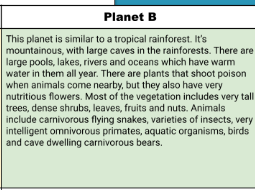 Planet B
This planet is similar to a tropical rainforest. It's
mountainous, with large caves in the rainforests. There are
large pools, lakes, rivers and oceans which have warm
water in them all year. There are plants that shoot poison
when animals come nearby, but they also have very
nutritious flowers. Most of the vegetation includes very tall
trees, dense shrubs, leaves, fruits and nuts. Animals
include carnivorous flying snakes, varieties of insects, very
intelligent omnivorous primates, aquatic organisms, birds
and cave dwelling carnivorous bears.